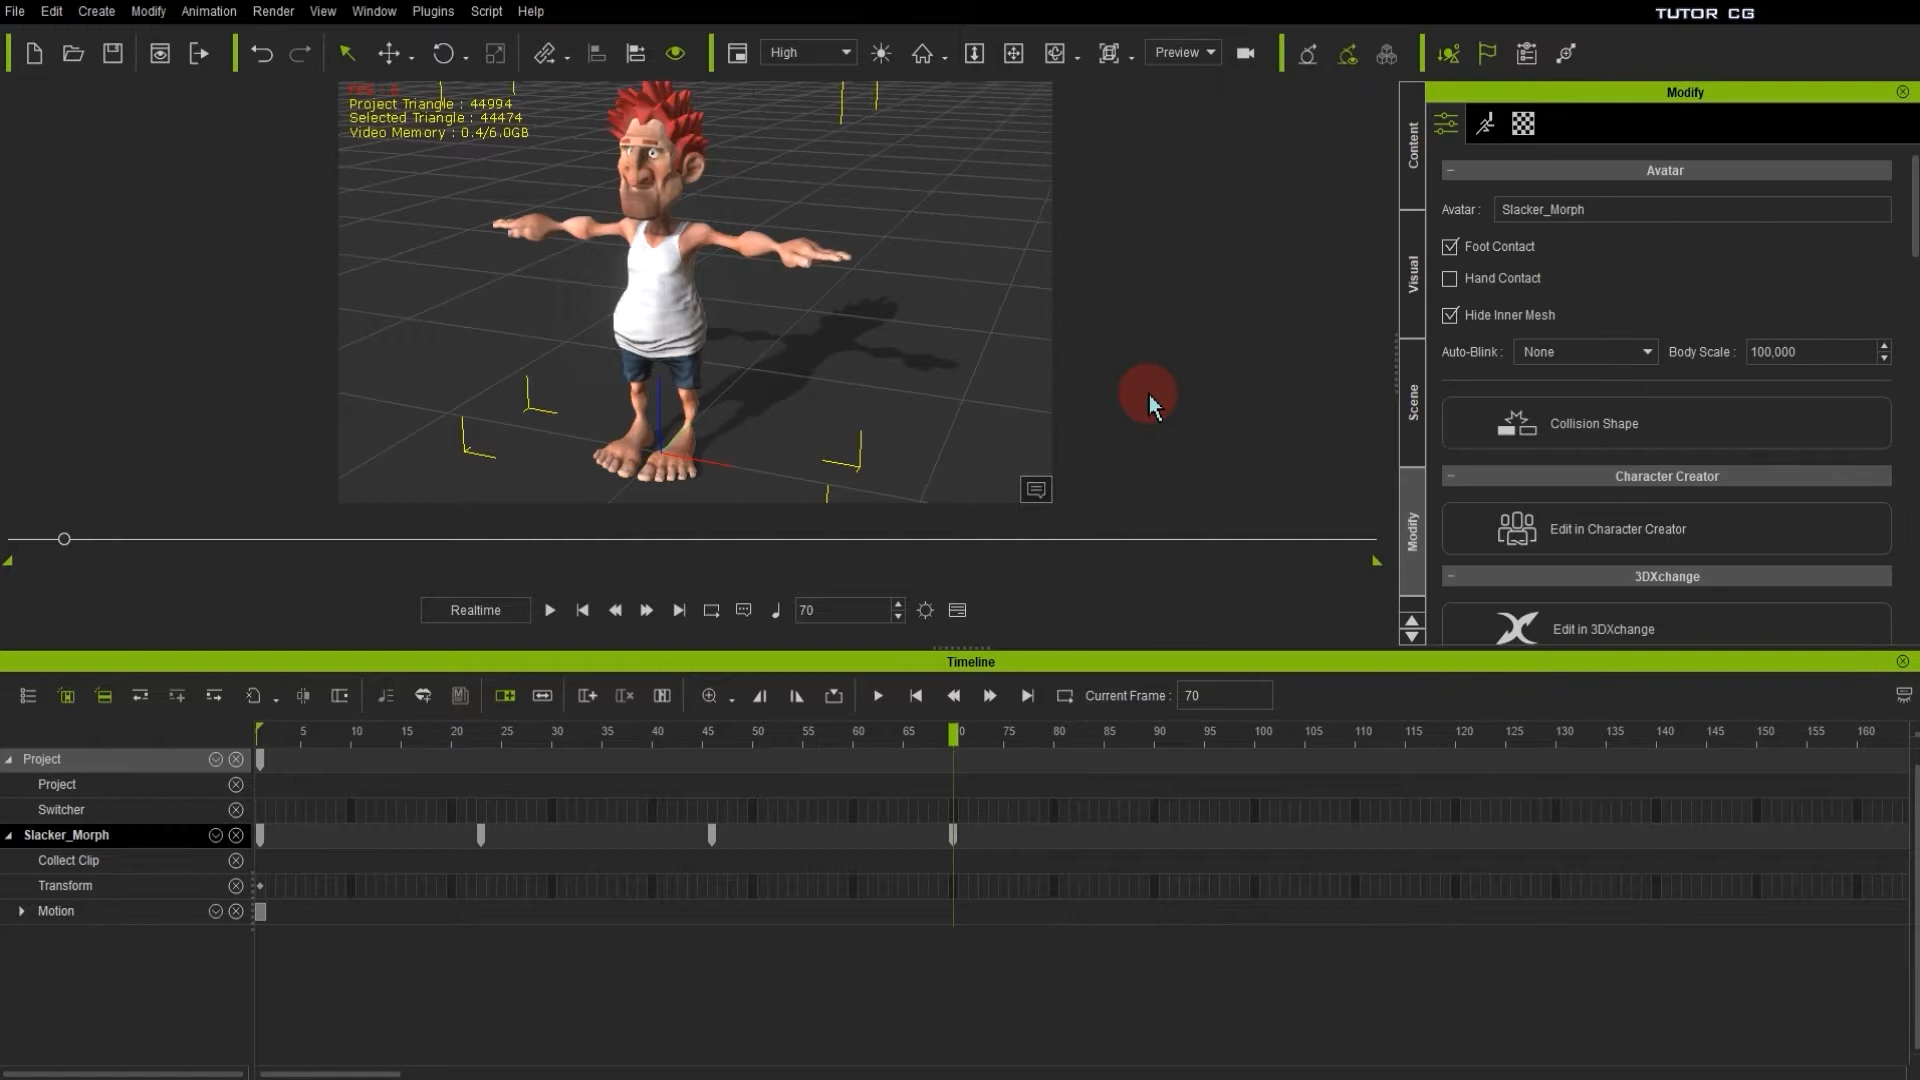 File Edit Create Modify Animation Render View Window Plugins Script Help
TUTOR CG
High
Preview
Modify
Project Triangle : 44994
Selected Triangle : 44474
Video Memory : 0.4/6.0GB
Content
Visual
Scene
Modify
Avatar
Avatar : Slacker_Morph
Foot Contact
Hand Contact
Hide Inner Mesh
Auto-Blink : None Body Scale : 100,000
Collision Shape
Character Creator
Edit in Character Creator
3DXchange
Edit in 3DXchange
Realtime 70
Timeline
Current Frame : 70
5 10 15 20 25 30 35 40 45 50 55 60 65 0 75 80 85 90 95 100 105 110 115 120 125 130 135 140 145 150 155 160
Project
Project
Switcher
Slacker_Morph
Collect Clip
Transform
Motion